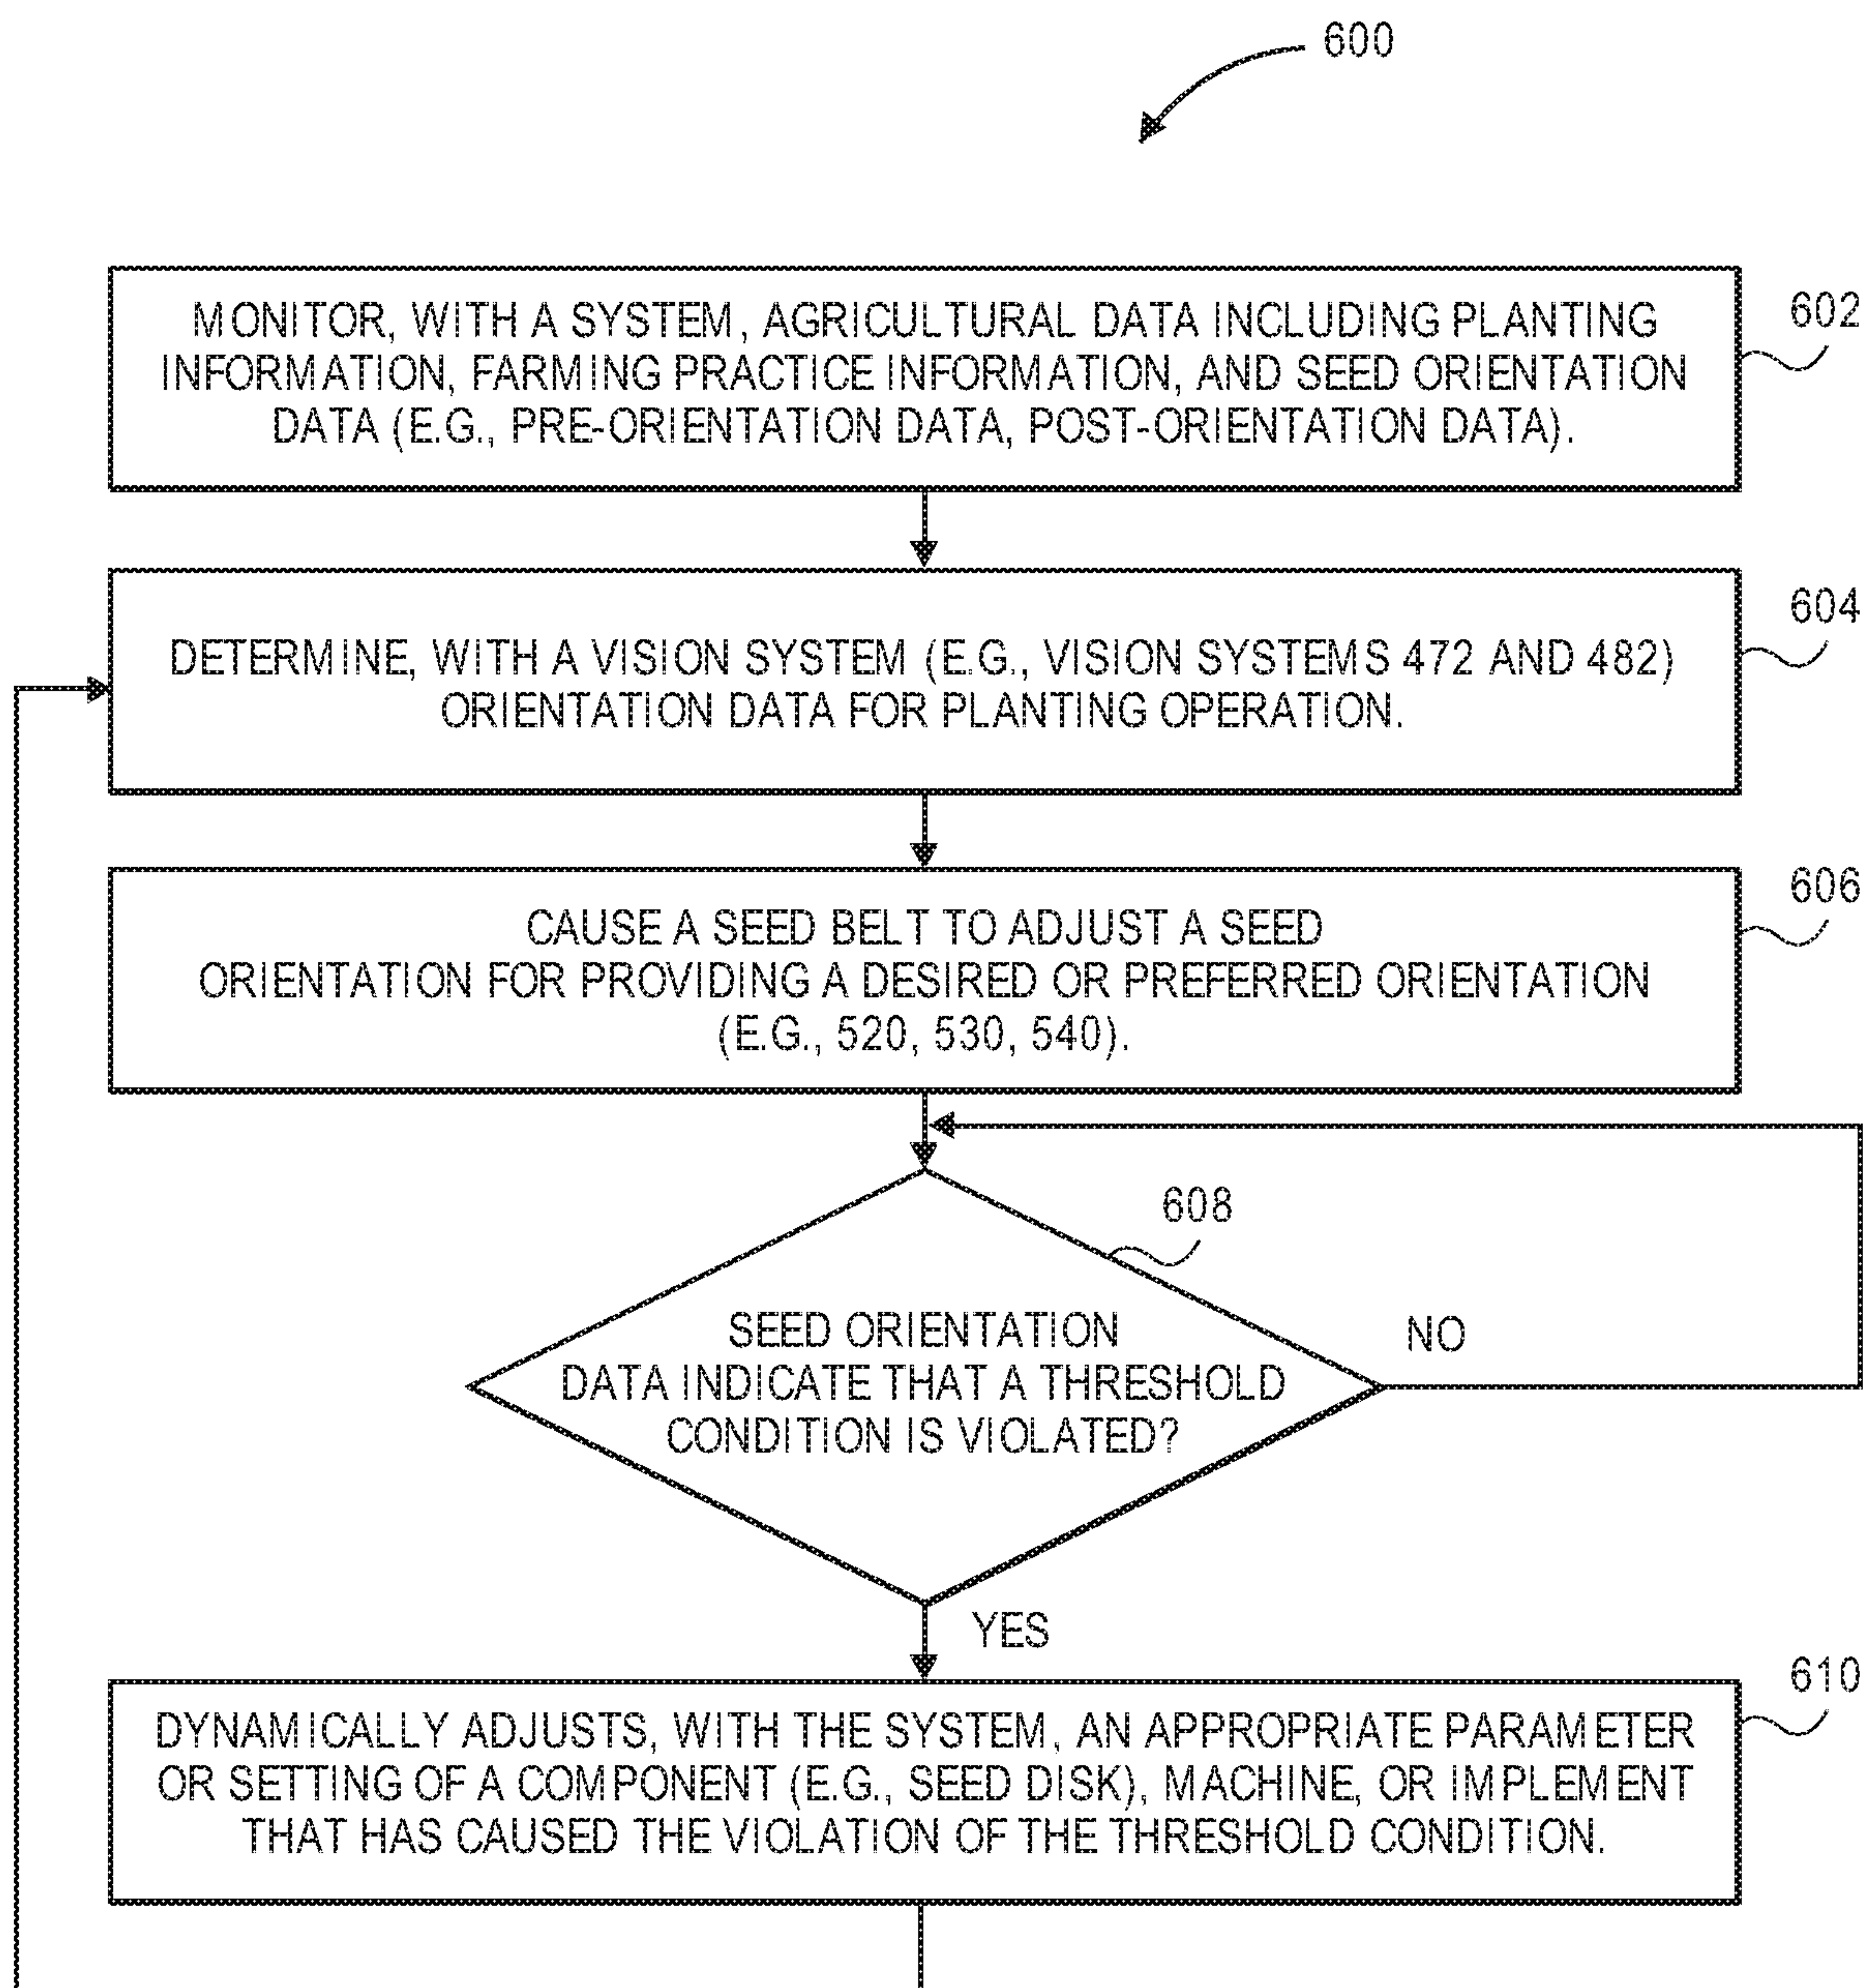 600
MONITOR, WITH A SYSTEM, AGRICULTURAL DATA INCLUDING PLANTING
INFORMATION, FARMING PRACTICE INFORMATION, AND SEED ORIENTATION
DATA (E.G., PRE-ORIENTATION DATA, POST-ORIENTATION DATA).
602
DETERMINE, WITH A VISION SYSTEM (E.G., VISION SYSTEMS 472 AND 482)
ORIENTATION DATA FOR PLANTING OPERATION.
604
CAUSE A SEED BELT TO ADJUST A SEED
ORIENTATION FOR PROVIDING A DESIRED OR PREFERRED ORIENTATION
(E.G., 520, 530, 540).
606
608
SEED ORIENTATION
DATA INDICATE THAT A THRESHOLD
CONDITION IS VIOLATED?
NO
YES
DYNAMICALLY ADJUSTS, WITH THE SYSTEM, AN APPROPRIATE PARAMETER
OR SETTING OF A COMPONENT (E.G., SEED DISK), MACHINE, OR IMPLEMENT
THAT HAS CAUSED THE VIOLATION OF THE THRESHOLD CONDITION.
610